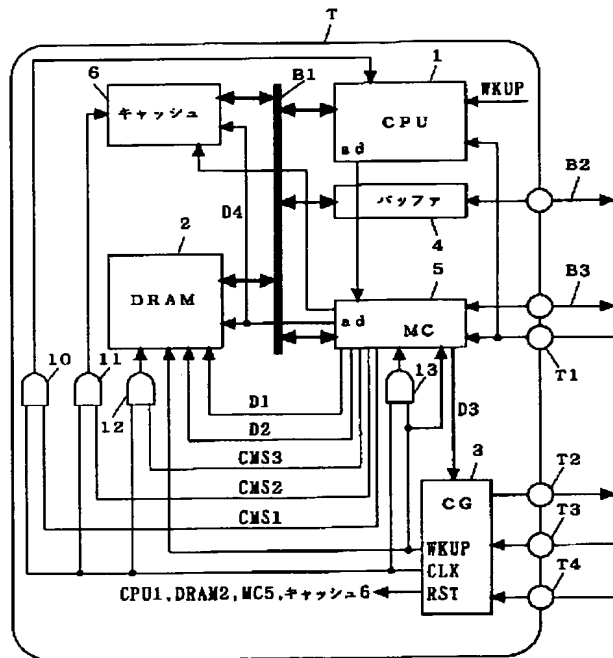 T
6
B1
1
キャッシュ
CPU
WKUP
ad
D4
バッファ
B2
2
4
5
DRAM
ad
MC
B3
10
11
12
13
T1
D1
D2
D3
CMS3
3
T2
CMS2
CG
T3
CMS1
WKUP
T4
CLK
CPU1,DRAM2,MC5,キャッシュ6
RST